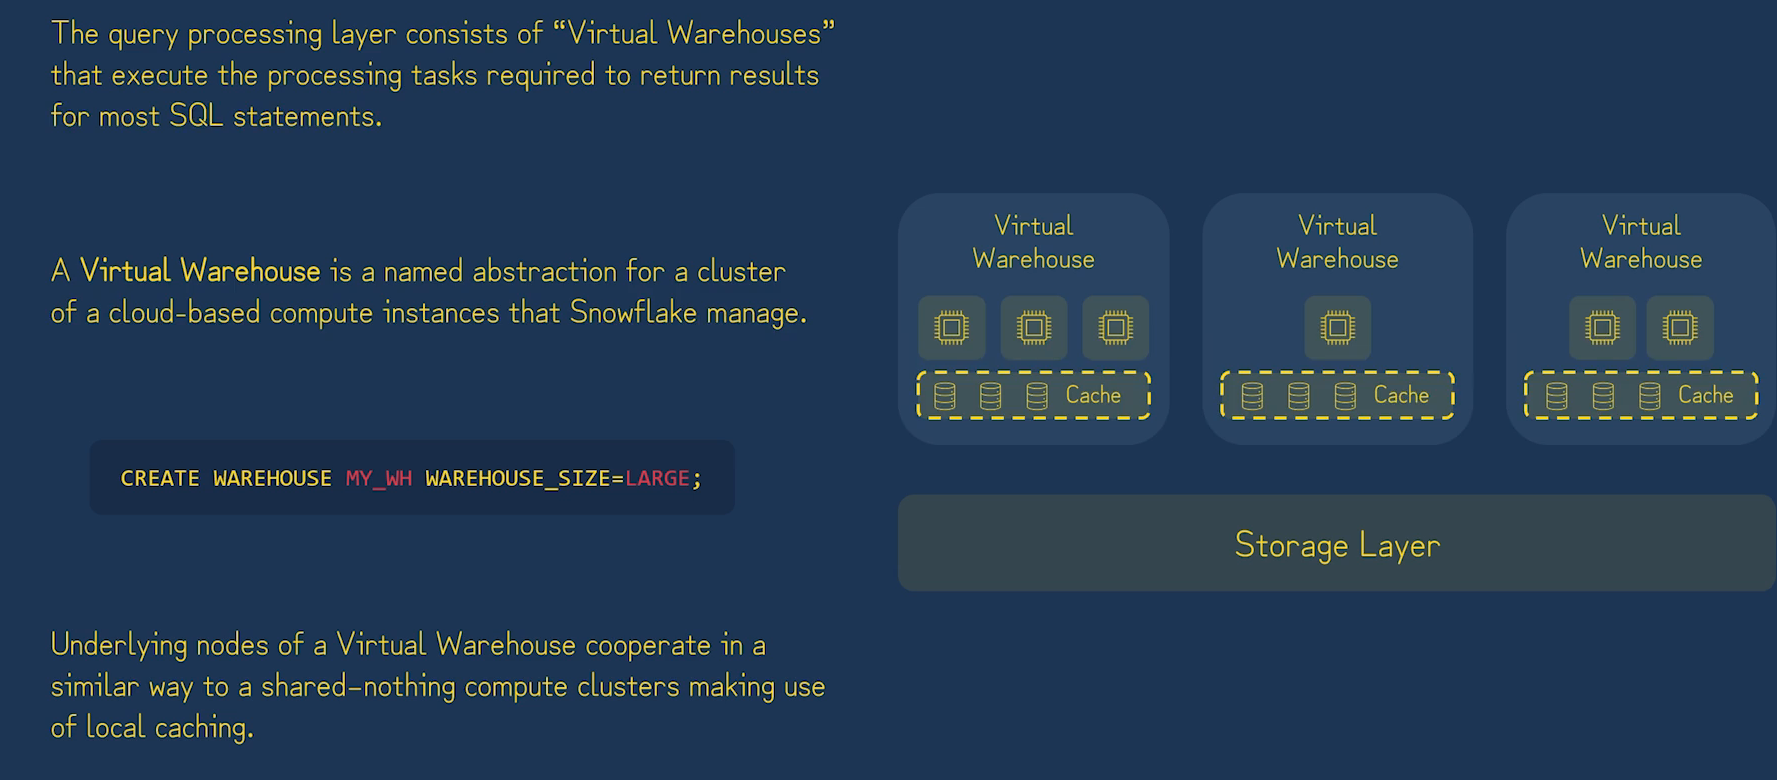 The query processing layer consists of “Virtual Warehouses”
that execute the processing tasks required to return results
for most SQL statements.
A Virtual Warehouse is a named abstraction for a cluster
of a cloud-based compute instances that Snowflake manage.
CREATE WAREHOUSE MY_WH WAREHOUSE_SIZE=LARGE;
Underlying nodes of a Virtual Warehouse cooperate in a
similar way to a shared-nothing compute clusters making use
of local caching.
Virtual
Warehouse
Cache
Virtual
Warehouse
Cache
Virtual
Warehouse
Cache
Storage Layer